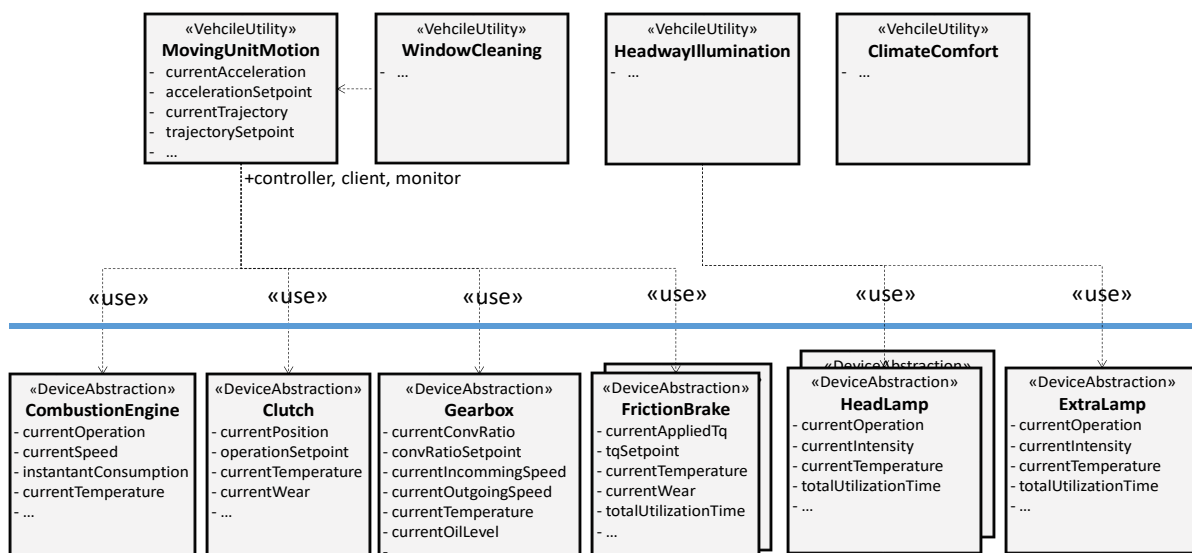 «VehcileUtility»
MovingUnitMotion
- currentAcceleration
- accelerationSetpoint
- currentTrajectory
- trajectorySetpoint
- ...
«VehcileUtility»
WindowCleaning
- ...
«VehcileUtility»
HeadwayIllumination
- ...
«VehcileUtility»
ClimateComfort
- ...
+controller, client, monitor
«use»
«use»
«use»
«use»
«use»
«use»
«DeviceAbstraction»
CombustionEngine
- currentOperation
- currentSpeed
- instantConsumption
- currentTemperature
- ...
«DeviceAbstraction»
Clutch
- currentPosition
- operationSetpoint
- currentTemperature
- currentWear
- ...
«DeviceAbstraction»
Gearbox
- currentConvRatio
- convRatioSetpoint
- currentIncommingSpeed
- currentOutgoingSpeed
- currentTemperature
- currentOilLevel
-
«DeviceAbstraction»
FrictionBrake
- currentAppliedTq
- tqSetpoint
- currentTemperature
- currentWear
- totalUtilizationTime
- ...
«DeviceAbstraction»
«DeviceAbstraction»
HeadLamp
- currentOperation
- currentIntensity
- currentTemperature
- totalUtilizationTime
- ...
«DeviceAbstraction»
ExtraLamp
- currentOperation
- currentIntensity
- currentTemperature
- totalUtilizationTime
- ...